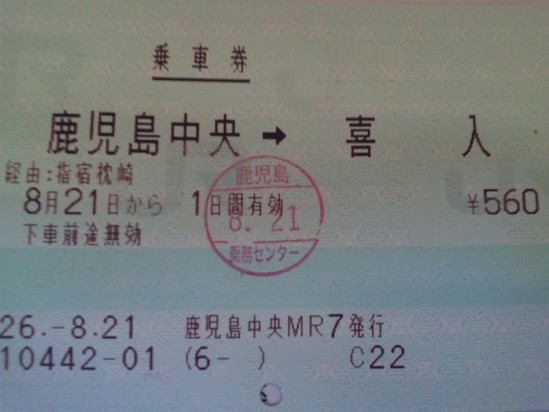 乗車券
鹿児島中央 → 喜入
経由:指宿枕崎
8月21日から 1日間有効 ¥560
下車前途無効
鹿児島
8.21
乗務センター
26.-8.21 鹿児島中央MR7発行
10442-01 (6- ) C22